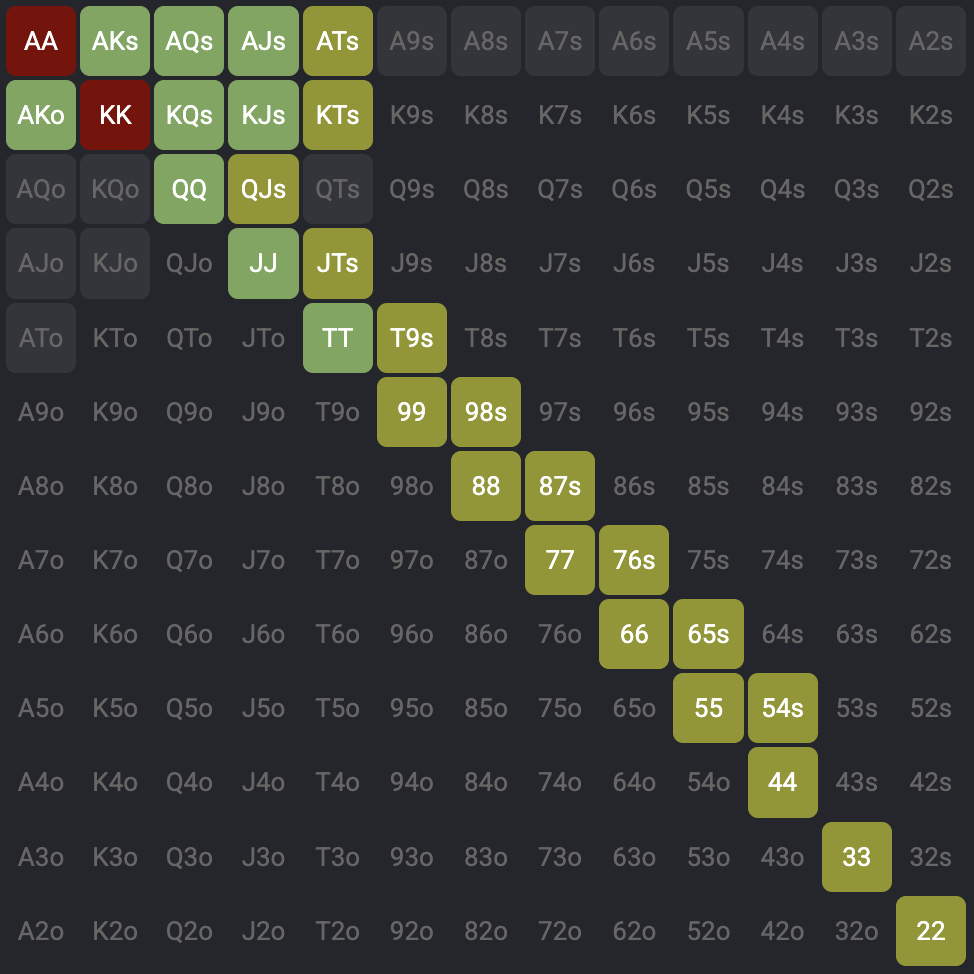 AA AKs AQs AJs ATs A9s A8s A7s A6s A5s A4s A3s A2s
AKo KK KQs KJs KTs K9s K8s K7s K6s K5s K4s K3s K2s
AQo KQo QQ QJs QTs Q9s Q8s Q7s Q6s Q5s Q4s Q3s Q2s
AJo KJo QJo JJ JTs J9s J8s J7s J6s J5s J4s J3s J2s
ATo KTo QTo JTo TT T9s T8s T7s T6s T5s T4s T3s T2s
A9o K9o Q9o J9o T9o 99 98s 97s 96s 95s 94s 93s 92s
A8o K8o Q8o J8o T8o 98o 88 87s 86s 85s 84s 83s 82s
A7o K7o Q7o J7o T7o 97o 87o 77 76s 75s 74s 73s 72s
A6o K6o Q6o J6o T6o 96o 86o 76o 66 65s 64s 63s 62s
A5o K5o Q5o J5o T5o 95o 85o 75o 65o 55 54s 53s 52s
A4o K4o Q4o J4o T4o 94o 84o 74o 64o 54o 44 43s 42s
A3o K3o Q3o J3o T3o 93o 83o 73o 63o 53o 43o 33 32s
A2o K2o Q2o J2o T2o 92o 82o 72o 62o 52o 42o 32o 22